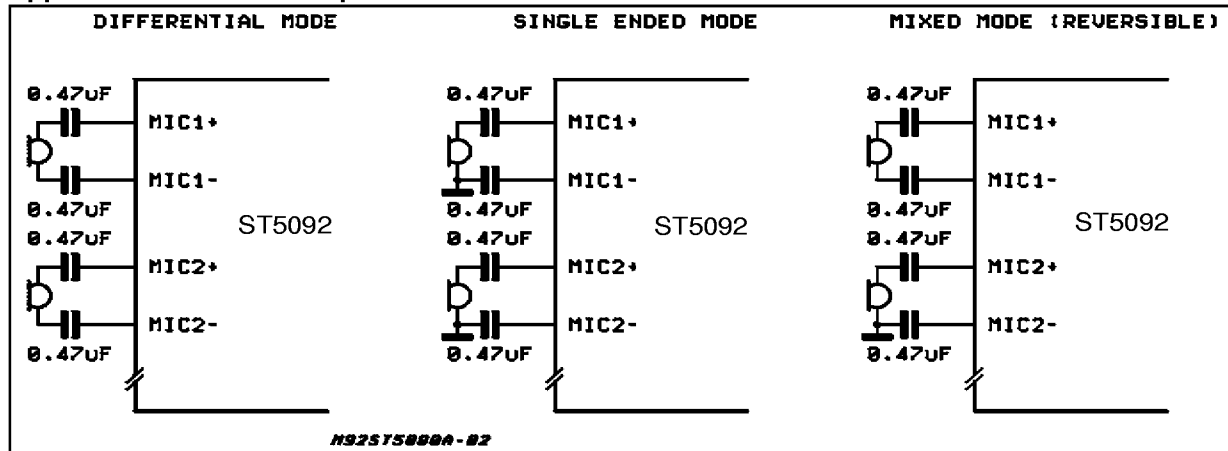 DIFFERENTIAL MODE
0.47uF
MIC1+
MIC1-
0.47uF
ST5092
0.47uF
MIC2+
MIC2-
0.47uF
SINGLE ENDED MODE
0.47uF
MIC1+
MIC1-
0.47uF
ST5092
MIC2+
MIC2-
0.47uF
MIXED MODE (REVERSIBLE)
0.47uF
MIC1+
MIC1-
0.47uF
ST5092
0.47uF
MIC2+
MIC2-
0.47uF
M92ST5080A-02